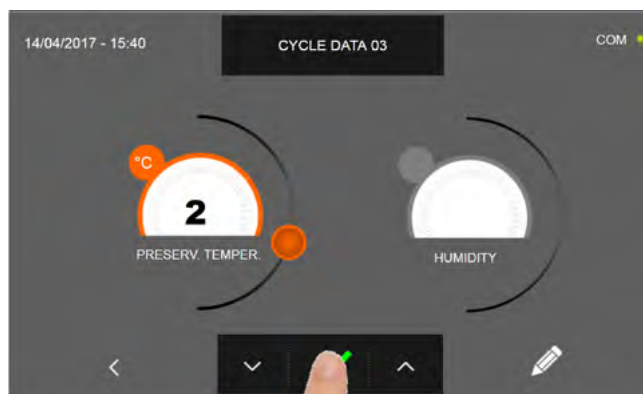 14/04/2017 - 15:40
CYCLE DATA 03
COM
°C
2
PRESERV. TEMPER.
HUMIDITY